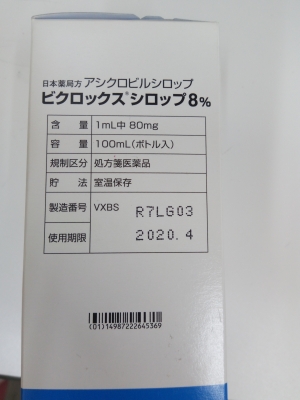 日本薬局方 アシクロビルシロップ
ビクロックス®シロップ8%
含量 1mL中 80mg
容量 100mL(ボトル入)
規制区分 処方箋医薬品
貯法 室温保存
製造番号 VXBS R7LG03
使用期限 2020.4
(01)14987222645369